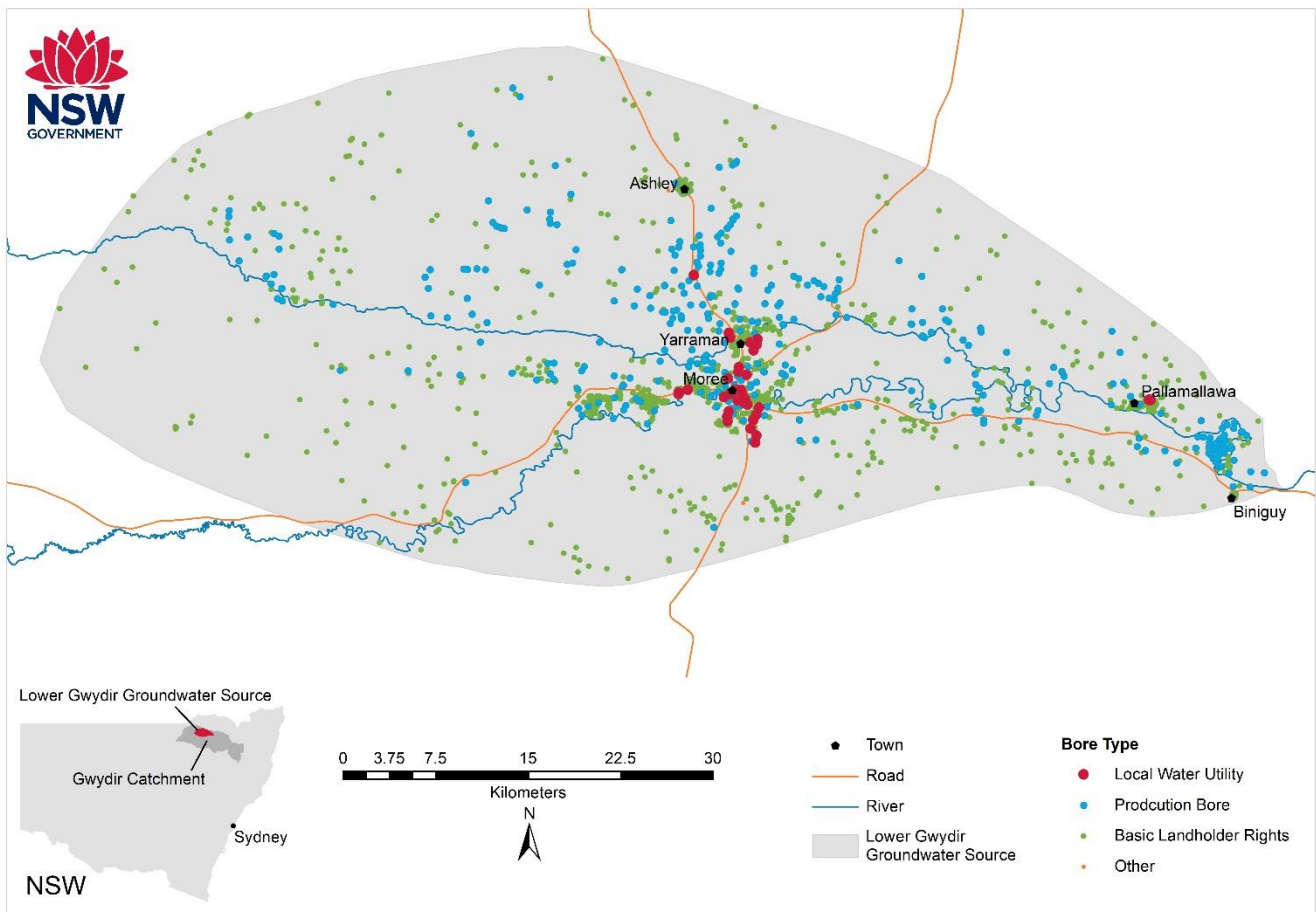 NSW
GOVERNMENT
Ashley
Yarraman
Moree
Pallamallawa
Biniguy
Lower Gwydir Groundwater Source
Gwydir Catchment
Sydney
NSW
0 3.75 7.5 15 22.5 30
Kilometers
N
Town
Road
River
Lower Gwydir
Groundwater Source
Bore Type
Local Water Utility
Prodcution Bore
Basic Landholder Rights
Other